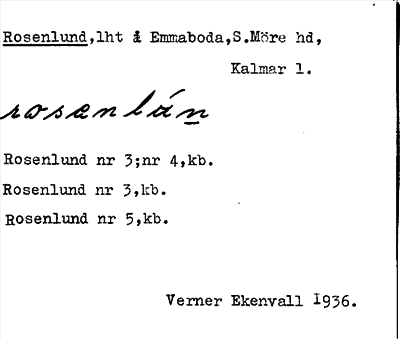 Rosenlund,lht å Emmaboda,S.Möre hd,
Kalmar l.
rosenlún
Rosenlund nr 3;nr 4,kb.
Rosenlund nr 3,kb.
Rosenlund nr 5,kb.
Verner Ekenvall 1936.